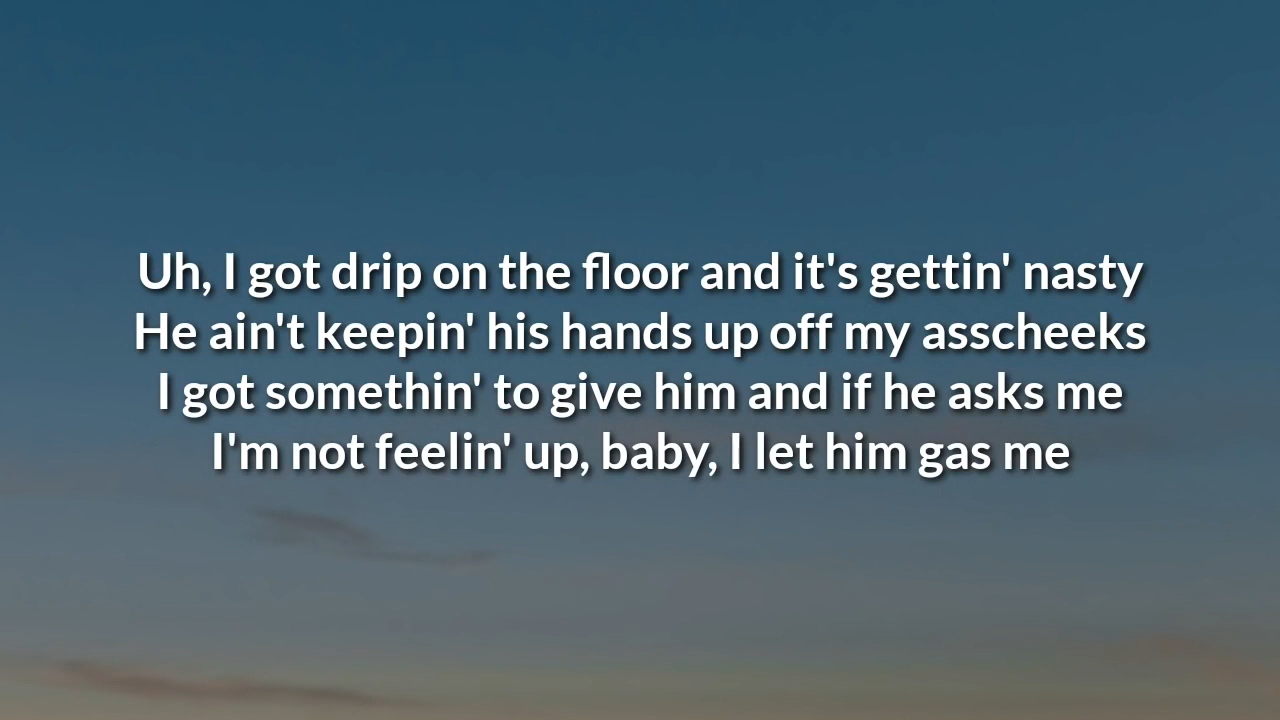 Uh, I got drip on the floor and it's gettin' nasty
He ain't keepin' his hands up off my asscheeks
I got somethin' to give him and if he asks me
I'm not feelin' up, baby, I let him gas me